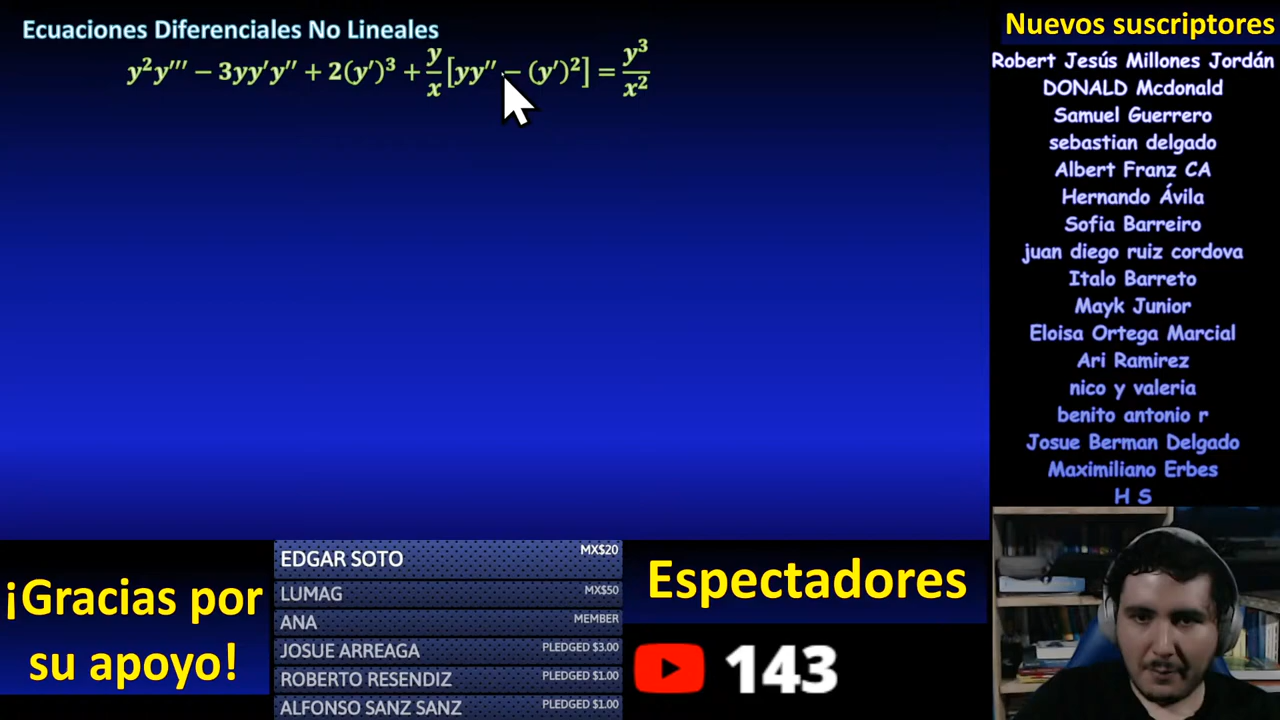 Ecuaciones Diferenciales No Lineales
y²y′′′ − 3yy′y′′ + 2(y′)³ + y/x [yy′′ − (y′)²] = y³/x²
Nuevos suscriptores
Robert Jesús Millones Jordán
DONALD Mcdonald
Samuel Guerrero
sebastian delgado
Albert Franz CA
Hernando Ávila
Sofia Barreiro
juan diego ruiz cordova
Italo Barreto
Mayk Junior
Eloisa Ortega Marcial
Ari Ramirez
nico y valeria
benito antonio r
Josue Berman Delgado
Maximiliano Erbes
H S
¡Gracias por
su apoyo!
EDGAR SOTO MX$20
LUMAG MX$50
ANA MEMBER
JOSUE ARREAGA PLEDGED $3.00
ROBERTO RESENDIZ PLEDGED $1.00
ALFONSO SANZ SANZ PLEDGED $1.00
Espectadores
143